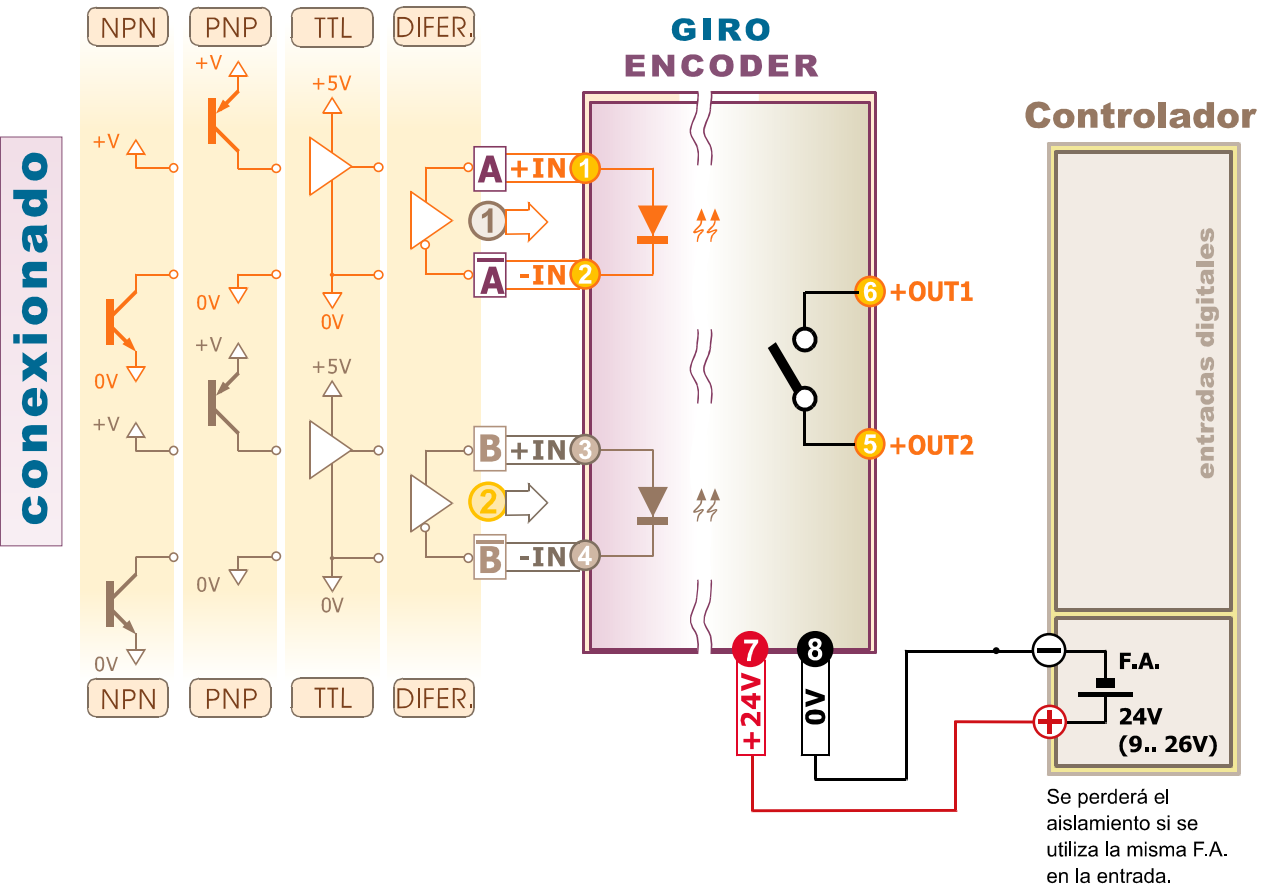 NPN
PNP
TTL
DIFER.
GIRO
ENCODER
Controlador
conexionado
+V
+V
+5V
A
+IN
1
1
A̅
-IN
2
0V
0V
0V
+V
+V
+5V
B
+IN
3
2
B̅
-IN
4
0V
0V
0V
NPN
PNP
TTL
DIFER.
6
+OUT1
5
+OUT2
entradas digitales
7
8
+24V
0V
F.A.
24V
(9.. 26V)
Se perderá el
aislamiento si se
utiliza la misma F.A.
en la entrada.